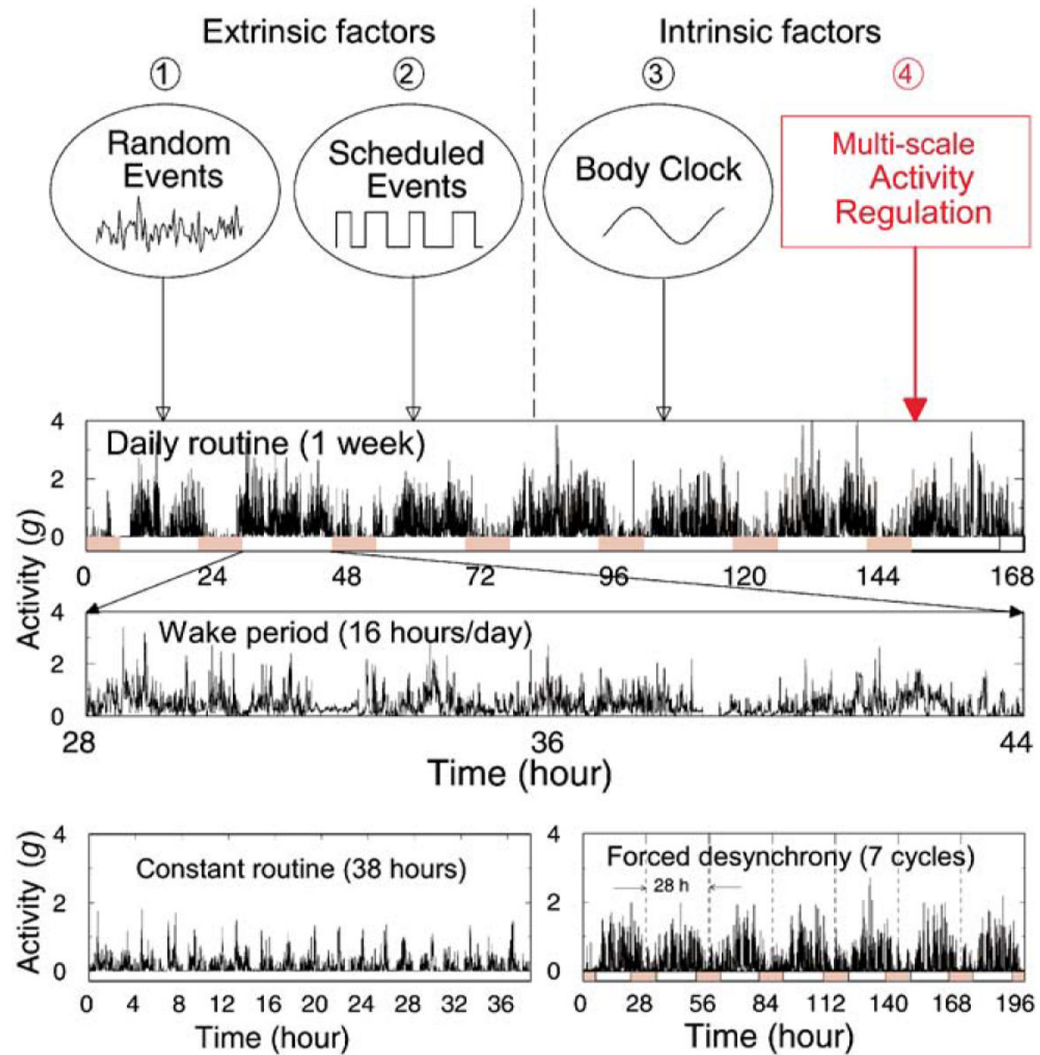 Extrinsic factors
Intrinsic factors
①
②
③
④
Random
Events
Scheduled
Events
Body Clock
Multi-scale
Activity
Regulation
Daily routine (1 week)
4
2
0
0 24 48 72 96 120 144 168
Activity (g)
Wake period (16 hours/day)
4
2
0
28 36 44
Time (hour)
Constant routine (38 hours)
4
2
0
Activity (g)
0 4 8 12 16 20 24 28 32 36
Time (hour)
Forced desynchrony (7 cycles)
28 h
4
2
0
0 28 56 84 112 140 168 196
Time (hour)